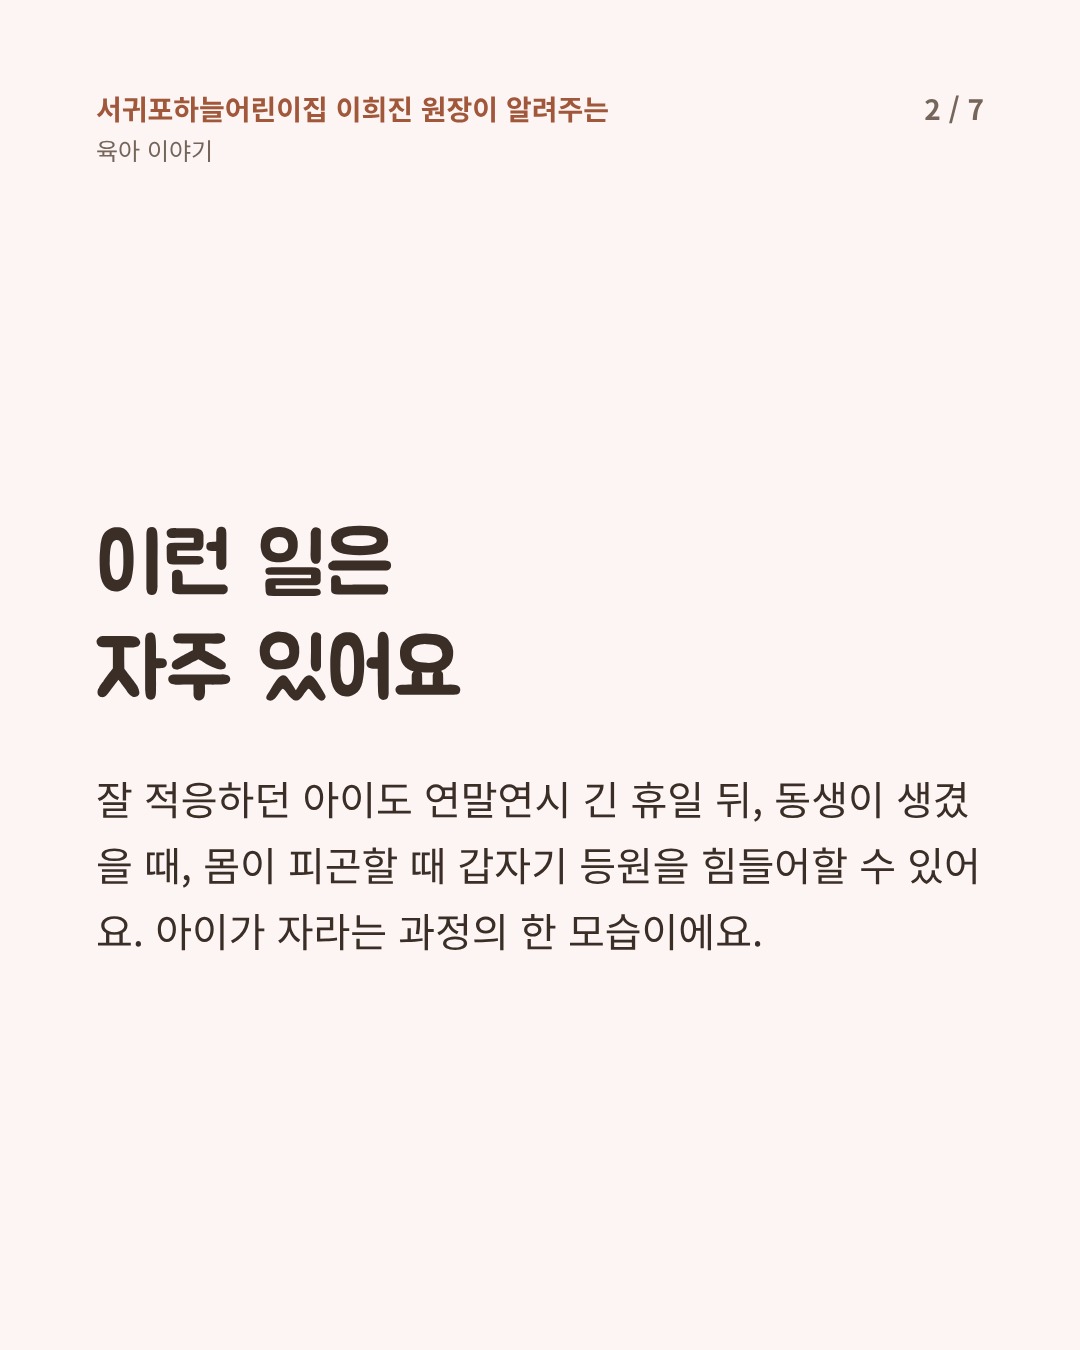 서귀포하늘어린이집 이희진 원장이 알려주는
2 / 7
육아 이야기
이런 일은
자주 있어요
잘 적응하던 아이도 연말연시 긴 휴일 뒤, 동생이 생겼
을 때, 몸이 피곤할 때 갑자기 등원을 힘들어할 수 있어
요. 아이가 자라는 과정의 한 모습이에요.